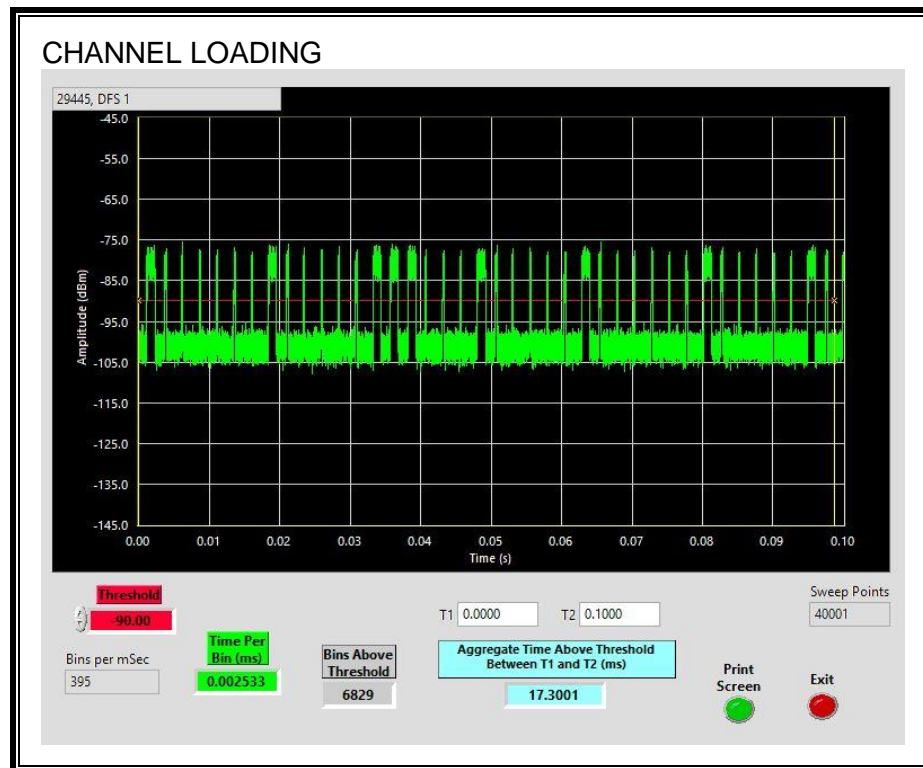 CHANNEL LOADING
29445, DFS 1
-45.0
-55.0
-65.0
-75.0
-85.0
-95.0
-105.0
-115.0
-125.0
-135.0
-145.0
Amplitude (dBm)
0.00 0.01 0.02 0.03 0.04 0.05 0.06 0.07 0.08 0.09 0.10
Time (s)
Threshold
-90.00
Bins per mSec
395
Time Per
Bin (ms)
0.002533
Bins Above
Threshold
6829
T1 0.0000 T2 0.1000
Aggregate Time Above Threshold
Between T1 and T2 (ms)
17.3001
Sweep Points
40001
Print
Screen
Exit